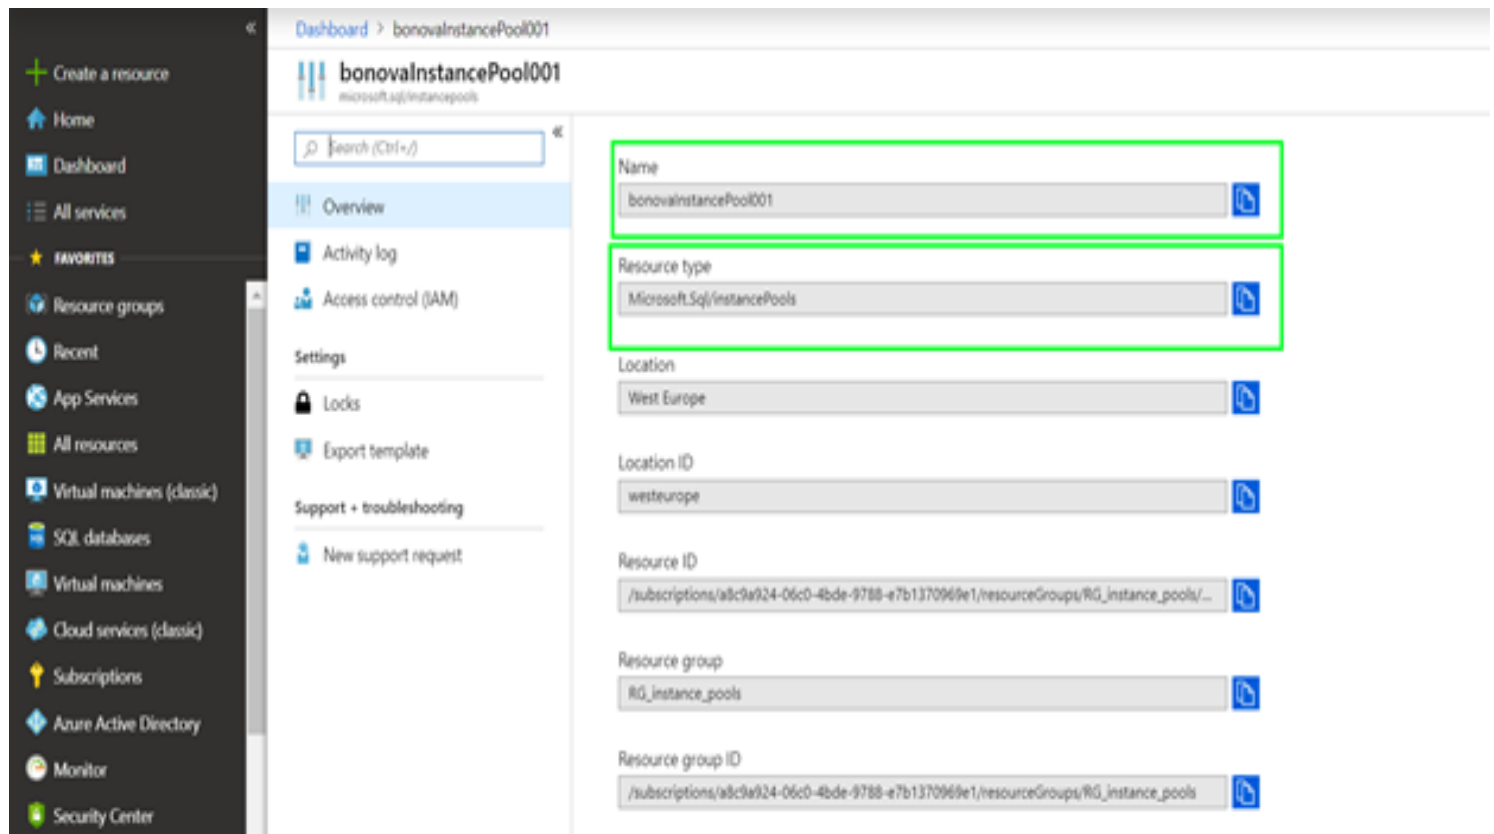 Create a resource
Home
Dashboard
All services
FAVORITES
Resource groups
Recent
App Services
All resources
Virtual machines (classic)
SQL databases
Virtual machines
Cloud services (classic)
Subscriptions
Azure Active Directory
Monitor
Security Center
Dashboard > bonovaInstancePool001
bonovaInstancePool001
microsoft.sql/instancepools
Search (Ctrl+/)
Overview
Activity log
Access control (IAM)
Settings
Locks
Export template
Support + troubleshooting
New support request
Name
bonovaInstancePool001
Resource type
Microsoft.Sql/instancePools
Location
West Europe
Location ID
westeurope
Resource ID
/subscriptions/a8c9a924-06c0-4bde-9788-e7b1370969e1/resourceGroups/RG_instance_pools/...
Resource group
RG_instance_pools
Resource group ID
/subscriptions/a8c9a924-06c0-4bde-9788-e7b1370969e1/resourceGroups/RG_instance_pools